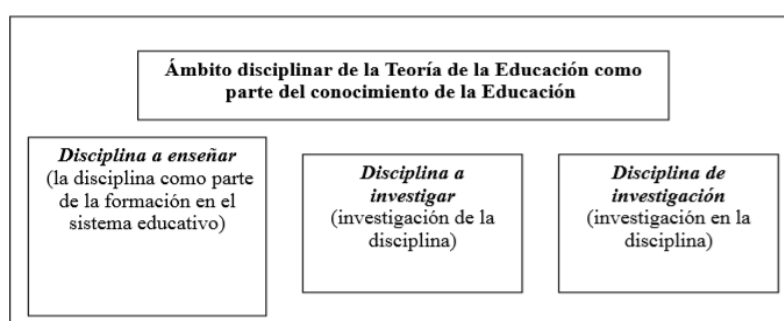 Ámbito disciplinar de la Teoría de la Educación como
parte del conocimiento de la Educación
Disciplina a enseñar
(la disciplina como parte
de la formación en el
sistema educativo)
Disciplina a
investigar
(investigación de la
disciplina)
Disciplina de
investigación
(investigación en la
disciplina)